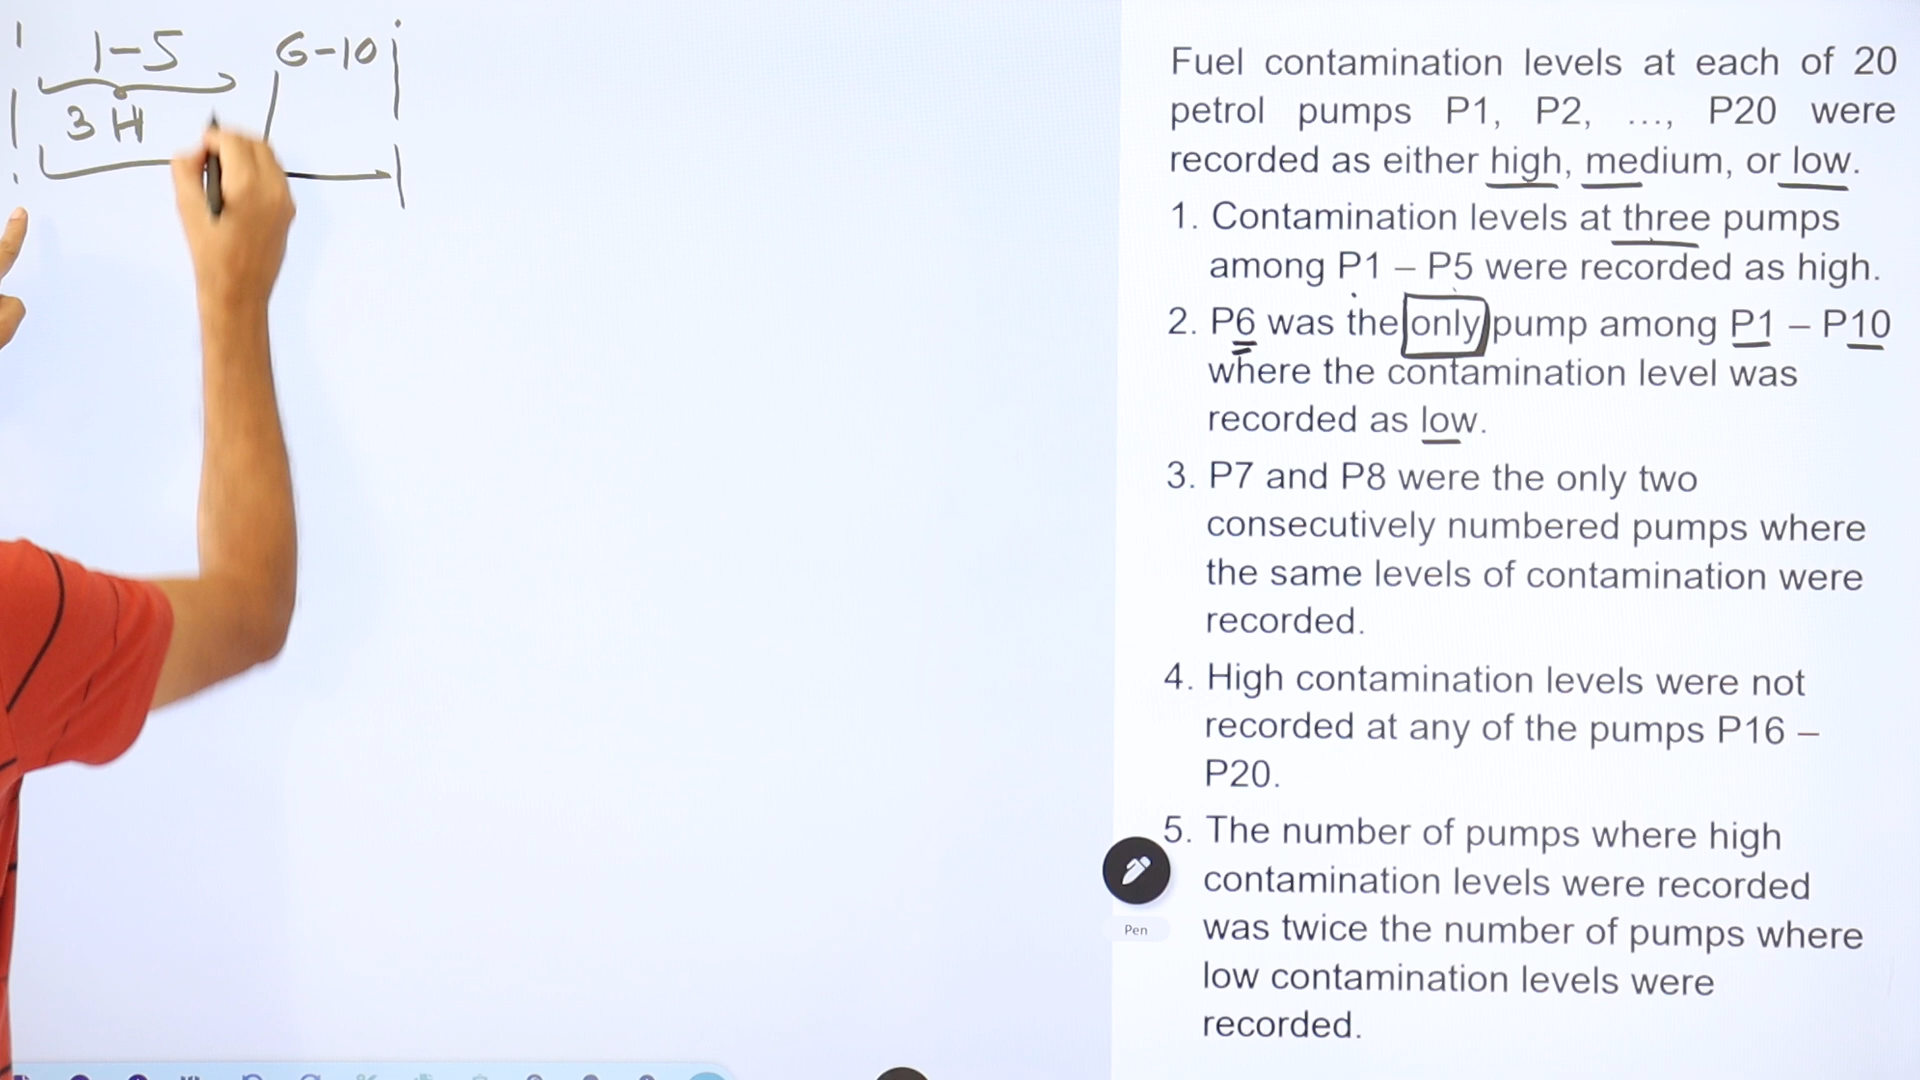 1-5 6-10
3H
Fuel contamination levels at each of 20
petrol pumps P1, P2, ..., P20 were
recorded as either high, medium, or low.
1. Contamination levels at three pumps
among P1 – P5 were recorded as high.
2. P6 was the only pump among P1 – P10
where the contamination level was
recorded as low.
3. P7 and P8 were the only two
consecutively numbered pumps where
the same levels of contamination were
recorded.
4. High contamination levels were not
recorded at any of the pumps P16 –
P20.
5. The number of pumps where high
contamination levels were recorded
was twice the number of pumps where
low contamination levels were
recorded.
Pen